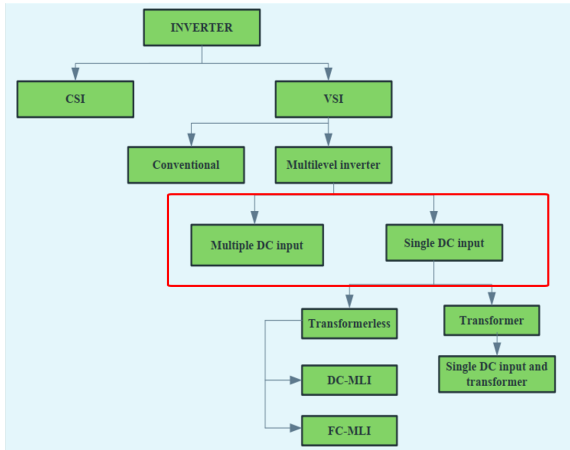 INVERTER
CSI
VSI
Conventional
Multilevel inverter
Multiple DC input
Single DC input
Transformerless
Transformer
DC-MLI
Single DC input and
transformer
FC-MLI